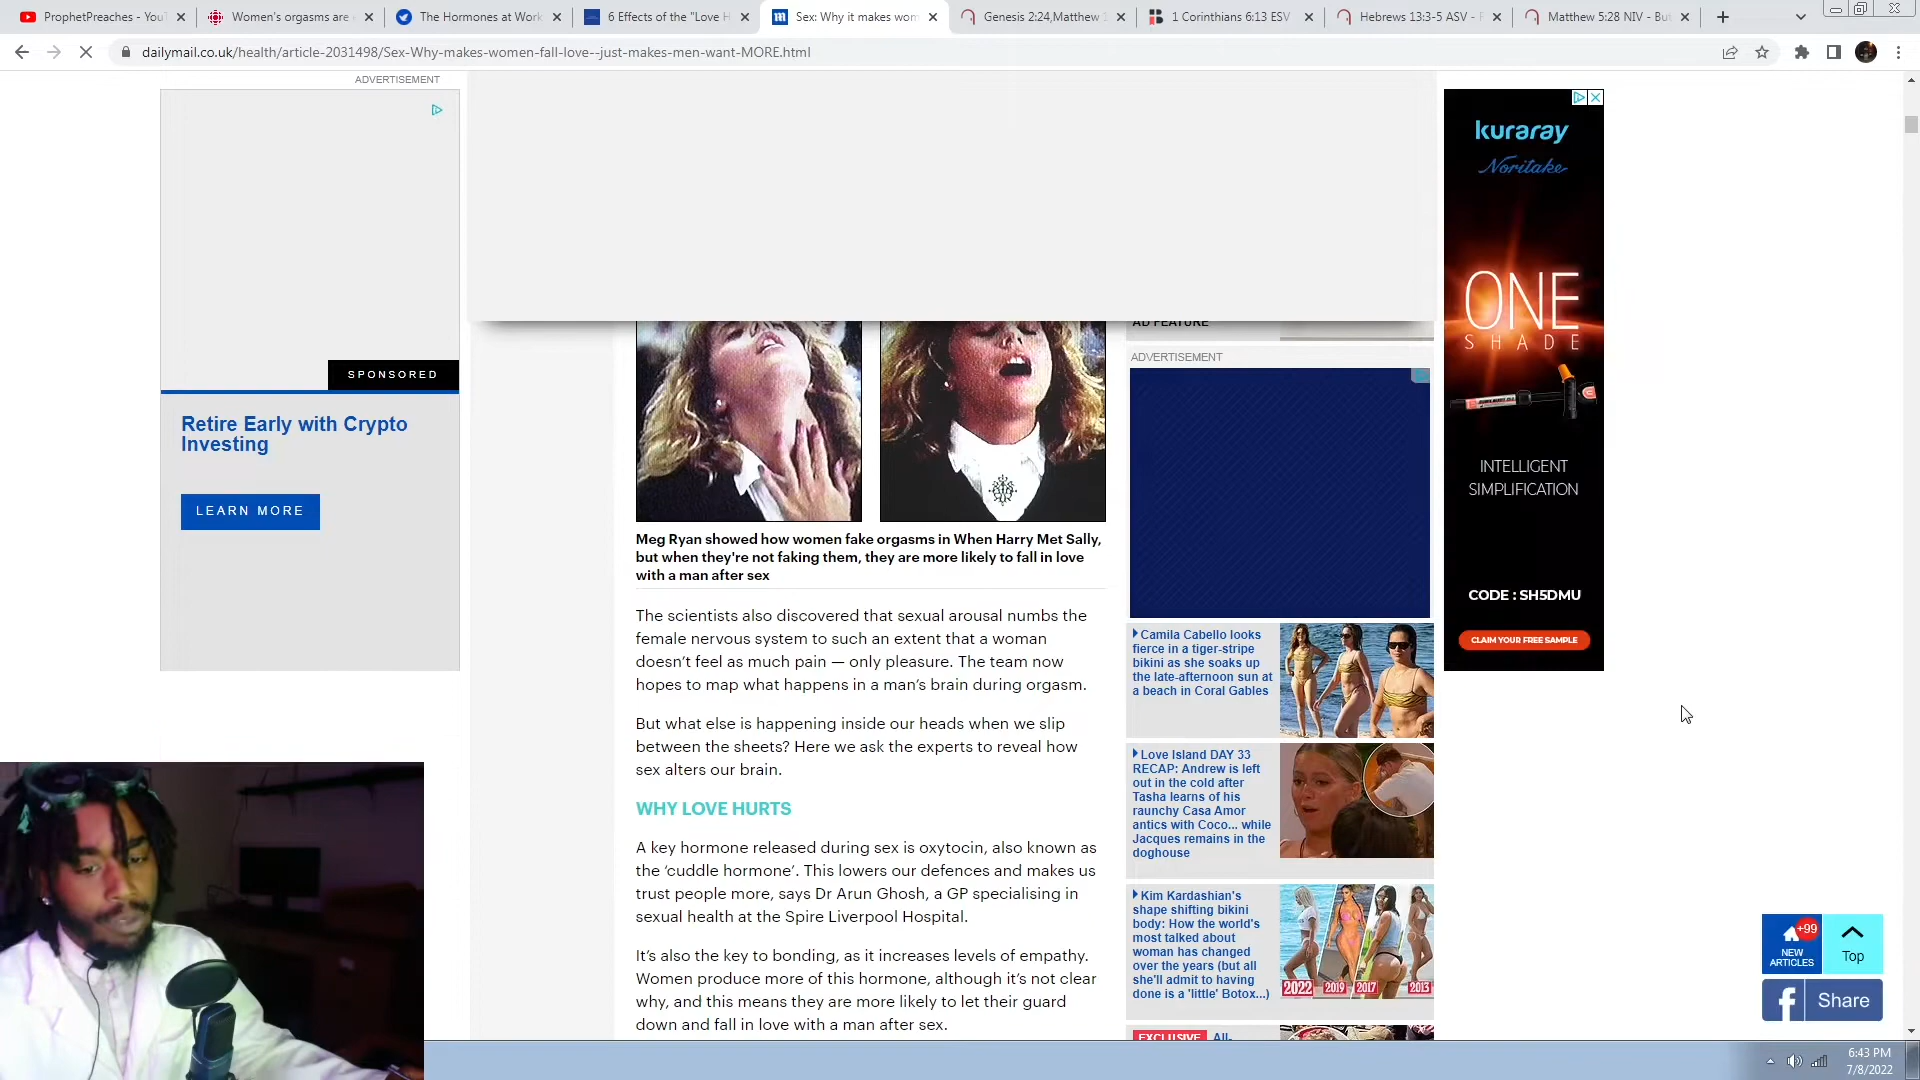 ProphetPreaches - You
Women's orgasms are
The Hormones at Work
6 Effects of the "Love H
Sex: Why it makes wom
Genesis 2:24,Matthew
1 Corinthians 6:13 ESV
Hebrews 13:3-5 ASV - 
Matthew 5:28 NIV - But
dailymail.co.uk/health/article-2031498/Sex-Why-makes-women-fall-love--just-makes-men-want-MORE.html
ADVERTISEMENT
SPONSORED
Retire Early with Crypto
Investing
LEARN MORE
Meg Ryan showed how women fake orgasms in When Harry Met Sally,
but when they're not faking them, they are more likely to fall in love
with a man after sex
The scientists also discovered that sexual arousal numbs the
female nervous system to such an extent that a woman
doesn't feel as much pain — only pleasure. The team now
hopes to map what happens in a man's brain during orgasm.
But what else is happening inside our heads when we slip
between the sheets? Here we ask the experts to reveal how
sex alters our brain.
WHY LOVE HURTS
A key hormone released during sex is oxytocin, also known as
the 'cuddle hormone'. This lowers our defences and makes us
trust people more, says Dr Arun Ghosh, a GP specialising in
sexual health at the Spire Liverpool Hospital.
It's also the key to bonding, as it increases levels of empathy.
Women produce more of this hormone, although it's not clear
why, and this means they are more likely to let their guard
down and fall in love with a man after sex.
AD FEATURE
ADVERTISEMENT
Camila Cabello looks
fierce in a tiger-stripe
bikini as she soaks up
the late-afternoon sun at
a beach in Coral Gables
Love Island DAY 33
RECAP: Andrew is left
out in the cold after
Tasha learns of his
raunchy Casa Amor
antics with Coco... while
Jacques remains in the
doghouse
Kim Kardashian's
shape shifting bikini
body: How the world's
most talked about
woman has changed
over the years (but all
she'll admit to having
done is a 'little' Botox...)
2022 2019 2017 2013
EXCLUSIVE All-
kuraray
Noritake
ONE
SHADE
INTELLIGENT
SIMPLIFICATION
CODE : SH5DMU
CLAIM YOUR FREE SAMPLE
+99
NEW
ARTICLES
Top
Share
6:43 PM
7/8/2022